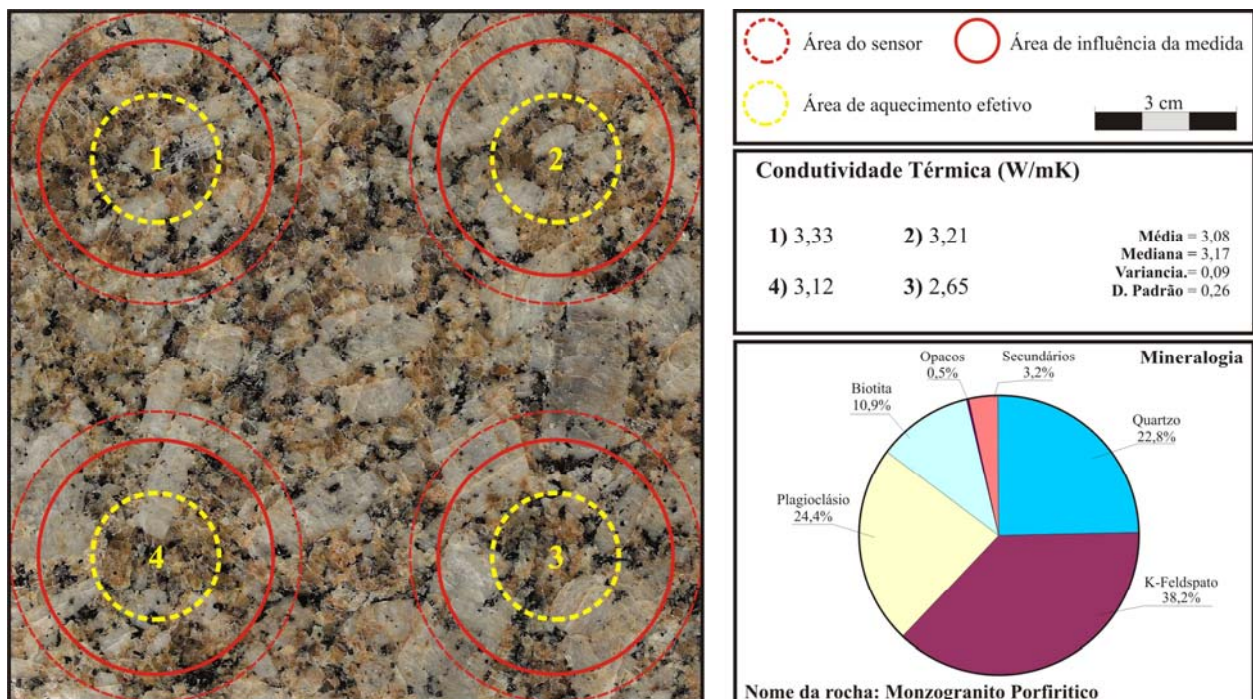 1
2
4
3
Área do sensor
Área de influência da medida
Área de aquecimento efetivo
3 cm
Condutividade Térmica (W/mK)
1) 3,33
2) 3,21
4) 3,12
3) 2,65
Média = 3,08
Mediana = 3,17
Variancia.= 0,09
D. Padrão = 0,26
Mineralogia
Opacos
0,5%
Secundários
3,2%
Biotita
10,9%
Quartzo
22,8%
Plagioclásio
24,4%
K-Feldspato
38,2%
Nome da rocha: Monzogranito Porfiritico